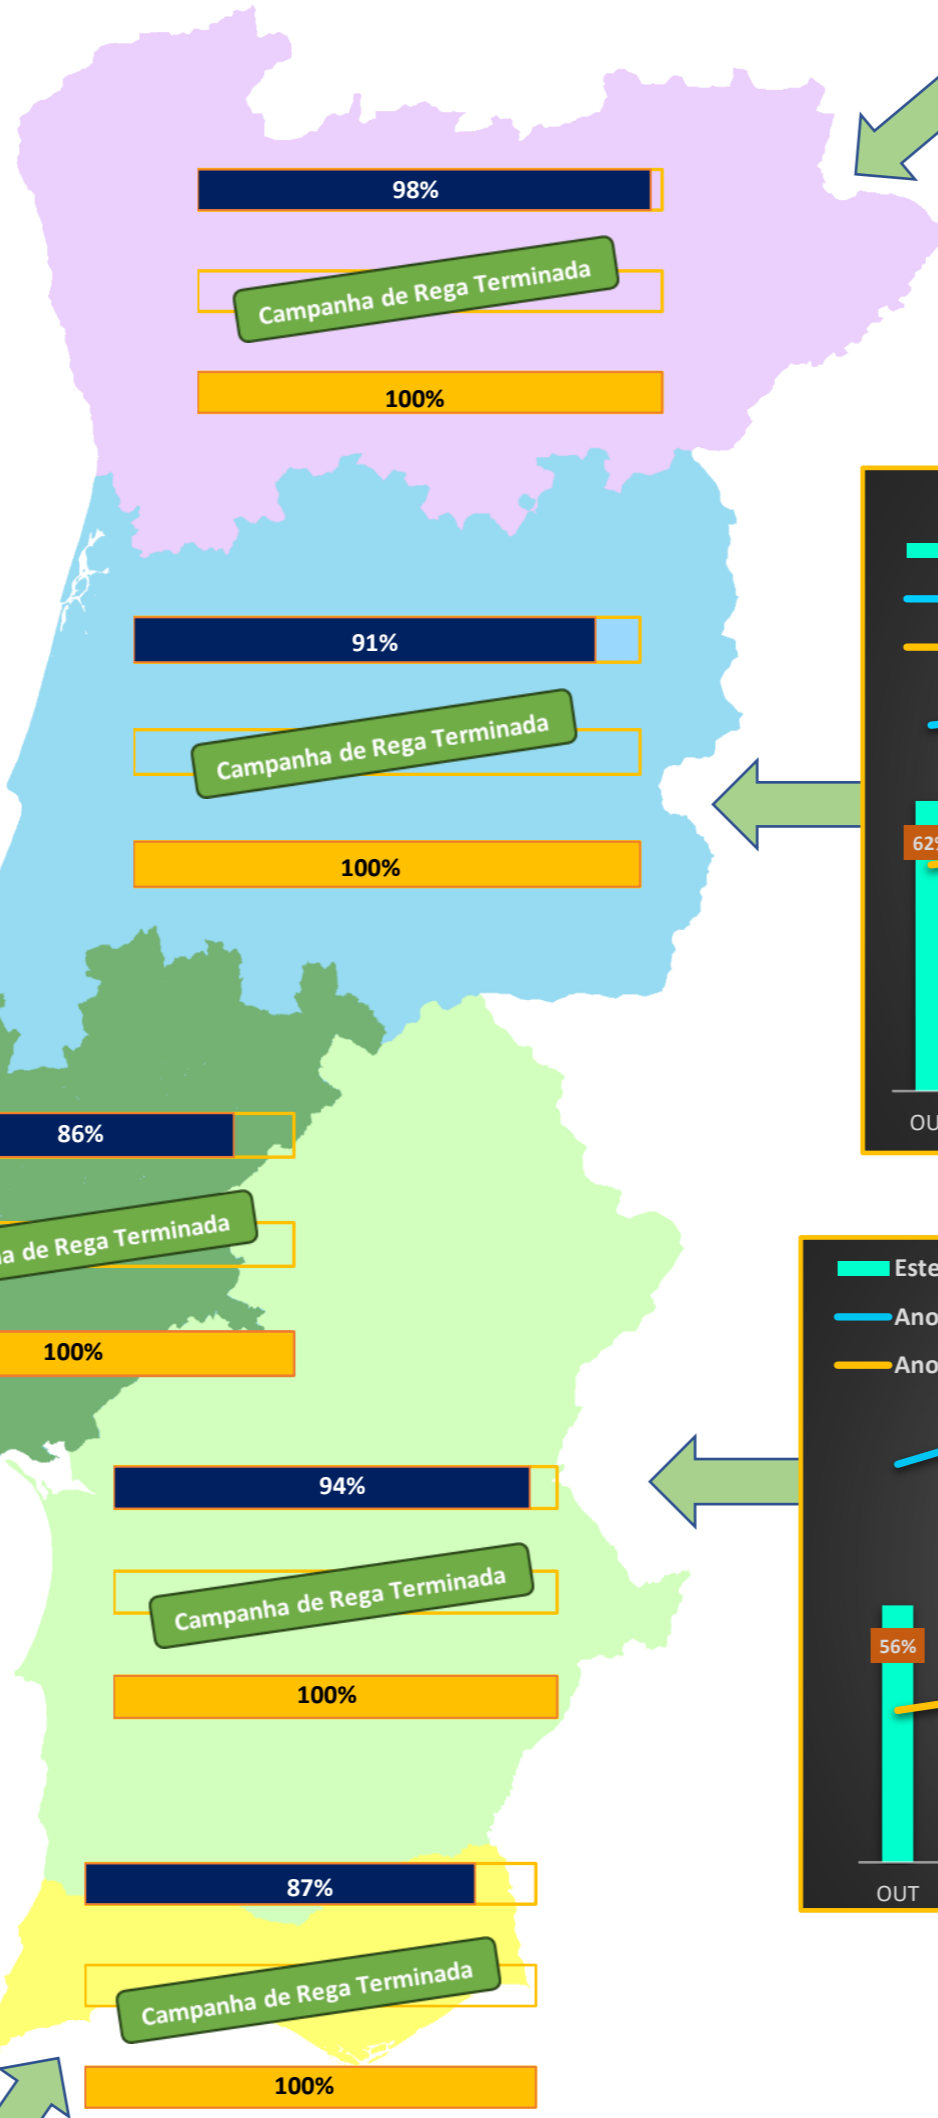 98%
Campanha de Rega Terminada
100%
91%
Campanha de Rega Terminada
100%
62%
86%
de Rega Terminada
100%
Este
Ano
Ano
94%
Campanha de Rega Terminada
100%
56%
OUT
87%
Campanha de Rega Terminada
100%